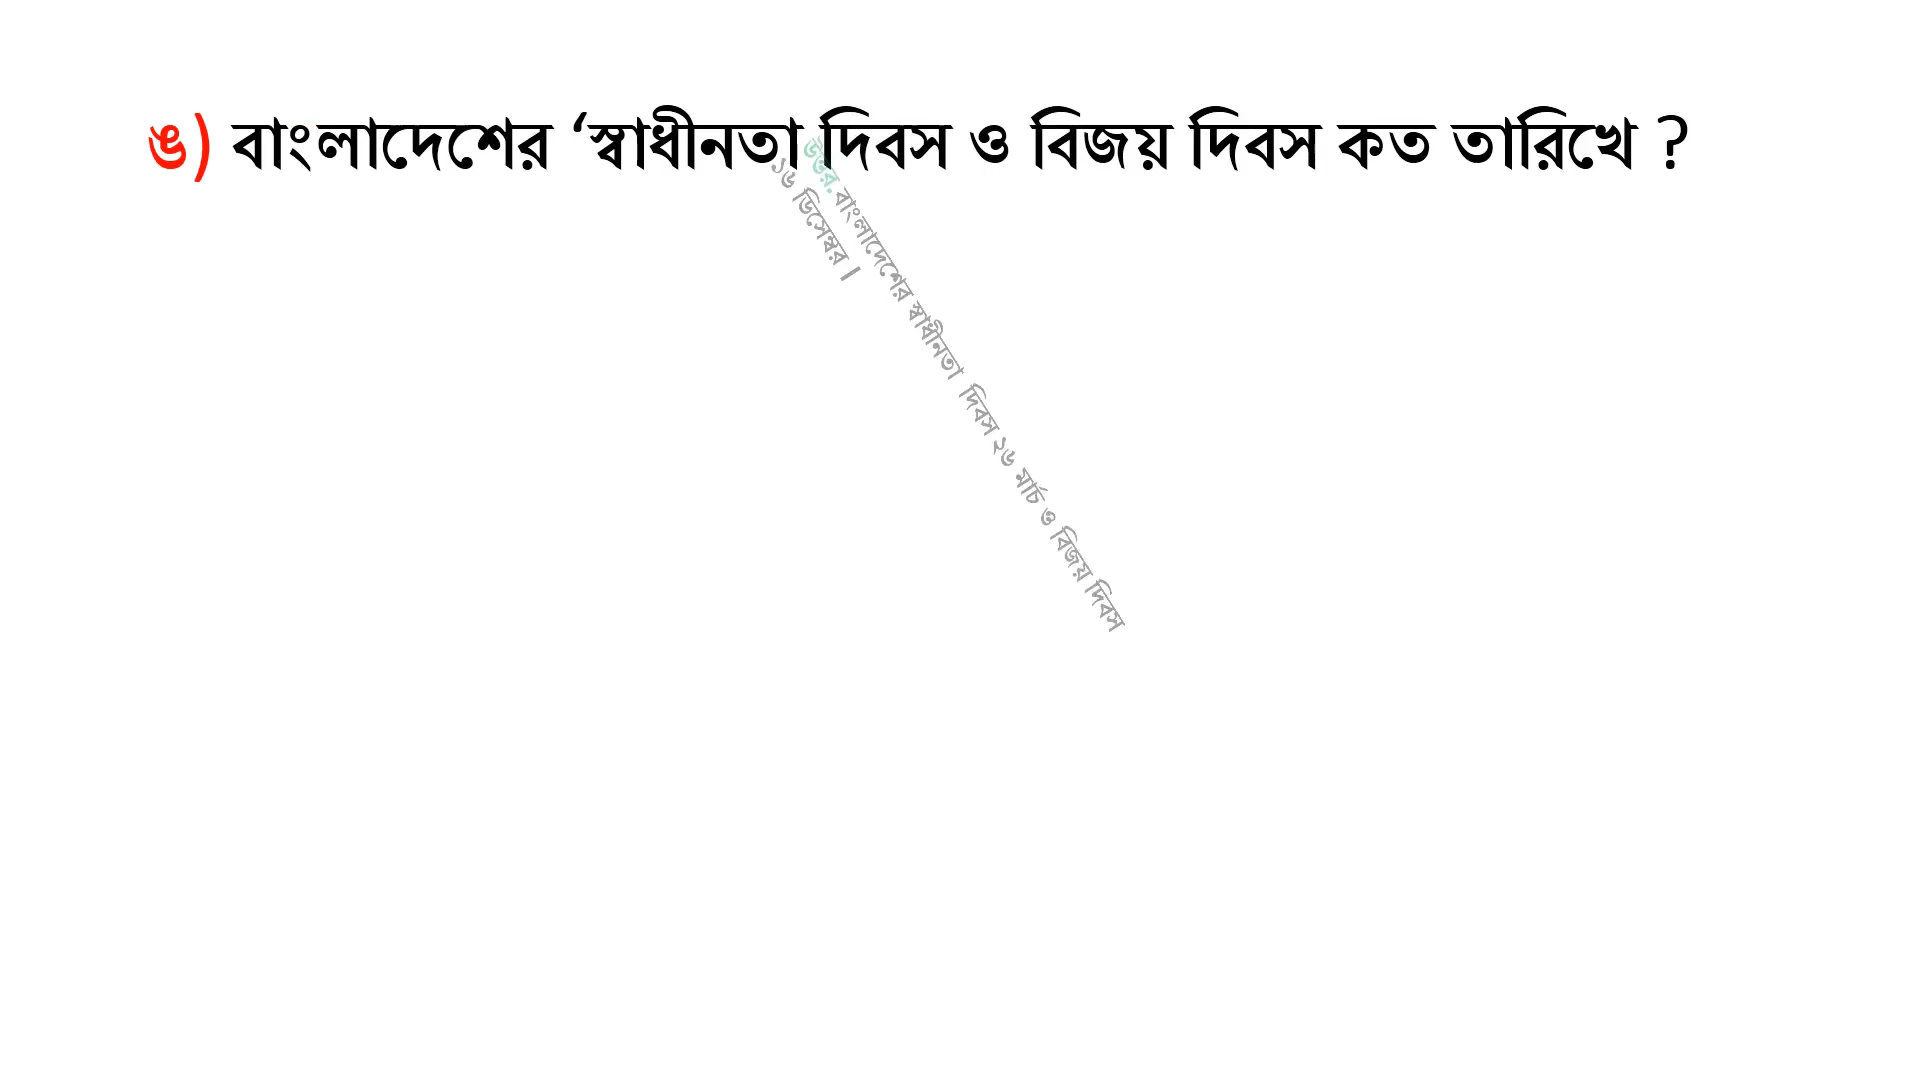 ঙ) বাংলাদেশের ‘স্বাধীনতা দিবস ও বিজয় দিবস কত তারিখে ?
উত্তর. বাংলাদেশের স্বাধীনতা দিবস ২৬ মার্চ ও বিজয় দিবস
১৬ ডিসেম্বর।